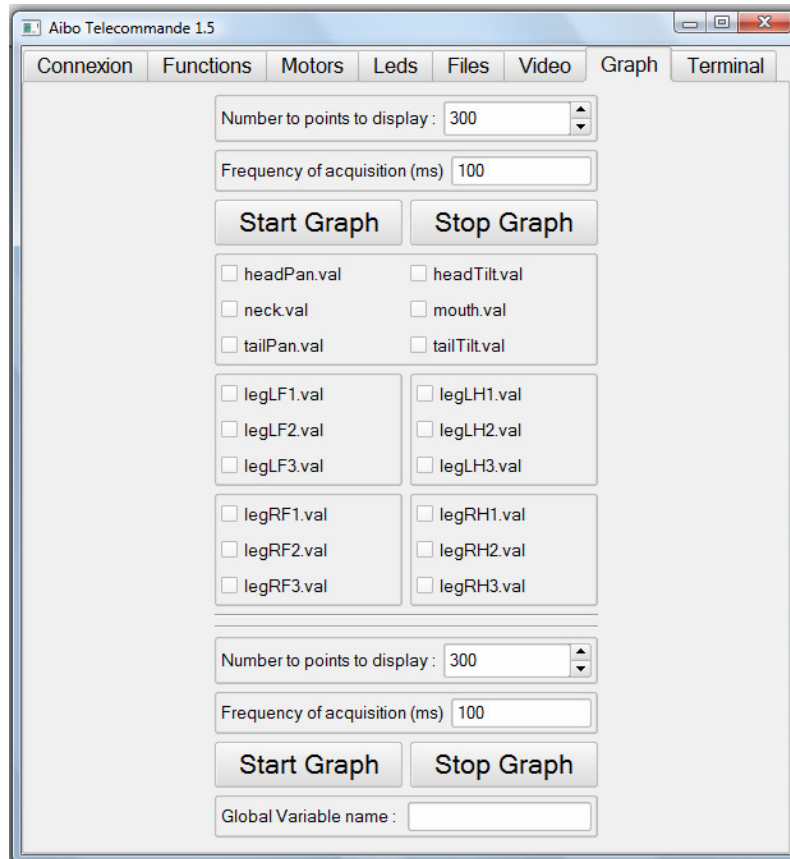 Aibo Telecommande 1.5
Connexion Functions Motors Leds Files Video Graph Terminal
Number to points to display : 300
Frequency of acquisition (ms) 100
Start Graph Stop Graph
headPan.val headTilt.val
neck.val mouth.val
tailPan.val tailTilt.val
legLF1.val legLH1.val
legLF2.val legLH2.val
legLF3.val legLH3.val
legRF1.val legRH1.val
legRF2.val legRH2.val
legRF3.val legRH3.val
Number to points to display : 300
Frequency of acquisition (ms) 100
Start Graph Stop Graph
Global Variable name :